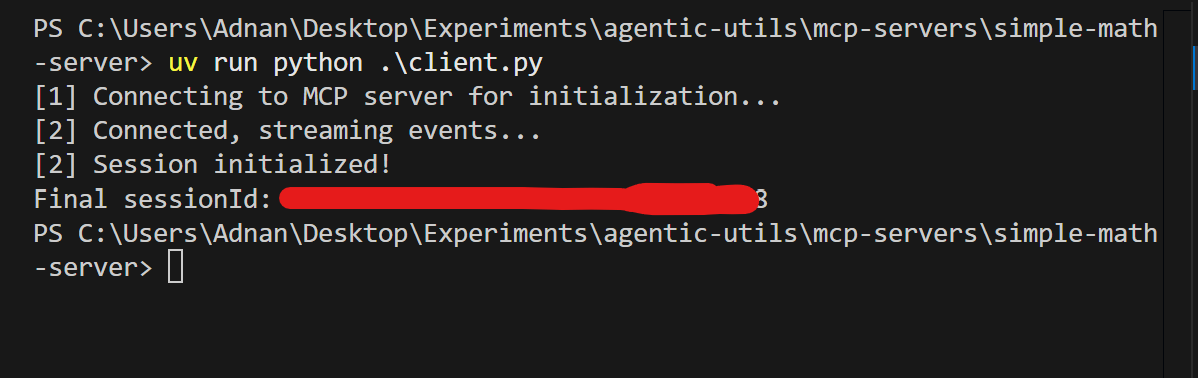 PS C:\Users\Adnan\Desktop\Experiments\agentic-utils\mcp-servers\simple-math
-server> uv run python .\client.py
[1] Connecting to MCP server for initialization...
[2] Connected, streaming events...
[2] Session initialized!
Final sessionId: 8
PS C:\Users\Adnan\Desktop\Experiments\agentic-utils\mcp-servers\simple-math
-server>